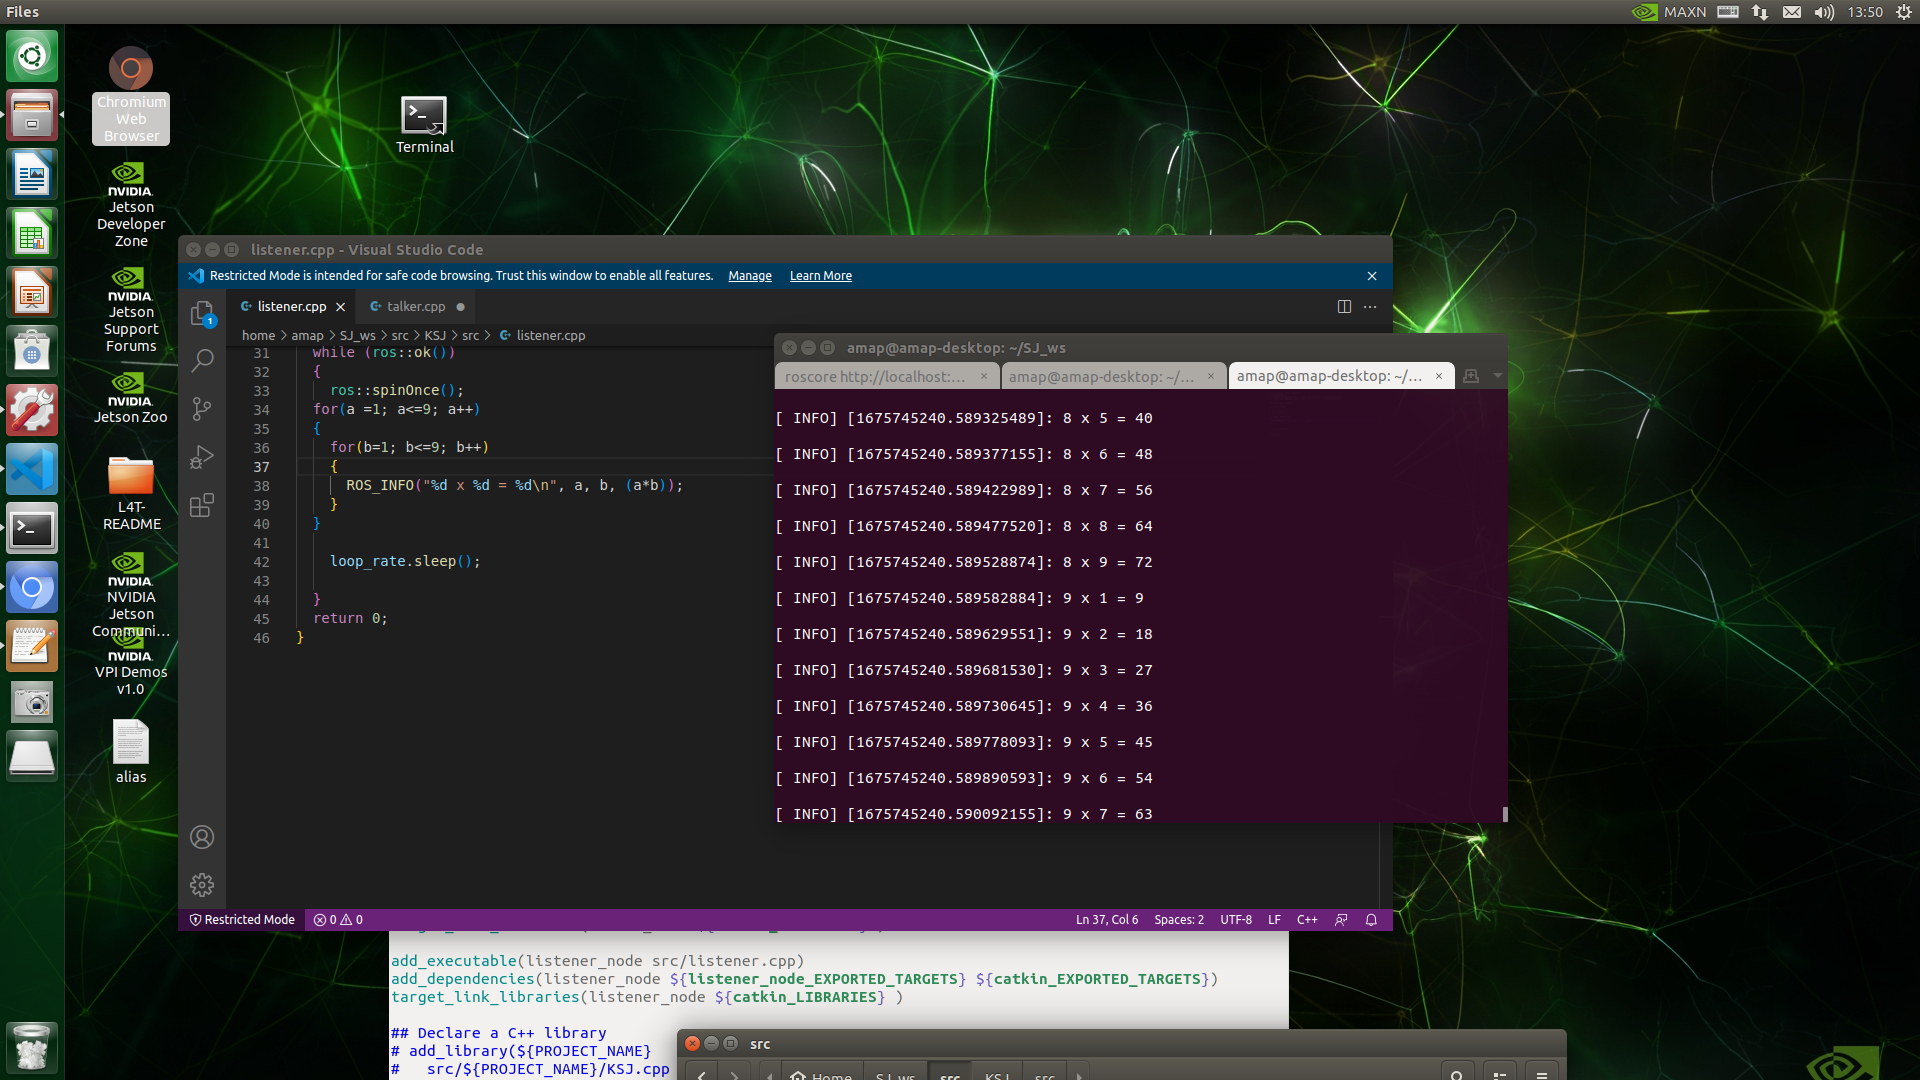 Files
MAXN
13:50
Chromium
Web
Browser
Terminal
NVIDIA.
Jetson
Developer
Zone
NVIDIA.
Jetson
Support
Forums
NVIDIA.
Jetson Zoo
L4T-
README
NVIDIA.
NVIDIA
Jetson
Communi...
NVIDIA.
VPI Demos
v1.0
alias
listener.cpp - Visual Studio Code
Restricted Mode is intended for safe code browsing. Trust this window to enable all features. Manage Learn More
listener.cpp talker.cpp
1
home > amap > SJ_ws > src > KSJ > src > listener.cpp
31 while (ros::ok())
32 {
33 ros::spinOnce();
34 for(a =1; a<=9; a++)
35 {
36 for(b=1; b<=9; b++)
37 {
38 ROS_INFO("%d x %d = %d\n", a, b, (a*b));
39 }
40 }
41
42 loop_rate.sleep();
43
44 }
45 return 0;
46 }
Restricted Mode 0 0 Ln 37, Col 6 Spaces: 2 UTF-8 LF C++
amap@amap-desktop: ~/SJ_ws
roscore http://localhost:... amap@amap-desktop: ~/... amap@amap-desktop: ~/...
[ INFO] [1675745240.589325489]: 8 x 5 = 40
[ INFO] [1675745240.589377155]: 8 x 6 = 48
[ INFO] [1675745240.589422989]: 8 x 7 = 56
[ INFO] [1675745240.589477520]: 8 x 8 = 64
[ INFO] [1675745240.589528874]: 8 x 9 = 72
[ INFO] [1675745240.589582884]: 9 x 1 = 9
[ INFO] [1675745240.589629551]: 9 x 2 = 18
[ INFO] [1675745240.589681530]: 9 x 3 = 27
[ INFO] [1675745240.589730645]: 9 x 4 = 36
[ INFO] [1675745240.589778093]: 9 x 5 = 45
[ INFO] [1675745240.589890593]: 9 x 6 = 54
[ INFO] [1675745240.590092155]: 9 x 7 = 63
add_executable(listener_node src/listener.cpp)
add_dependencies(listener_node ${listener_node_EXPORTED_TARGETS} ${catkin_EXPORTED_TARGETS})
target_link_libraries(listener_node ${catkin_LIBRARIES} )
## Declare a C++ library
# add_library(${PROJECT_NAME}
# src/${PROJECT_NAME}/KSJ.cpp
src
Home SJ_ws src KSJ src